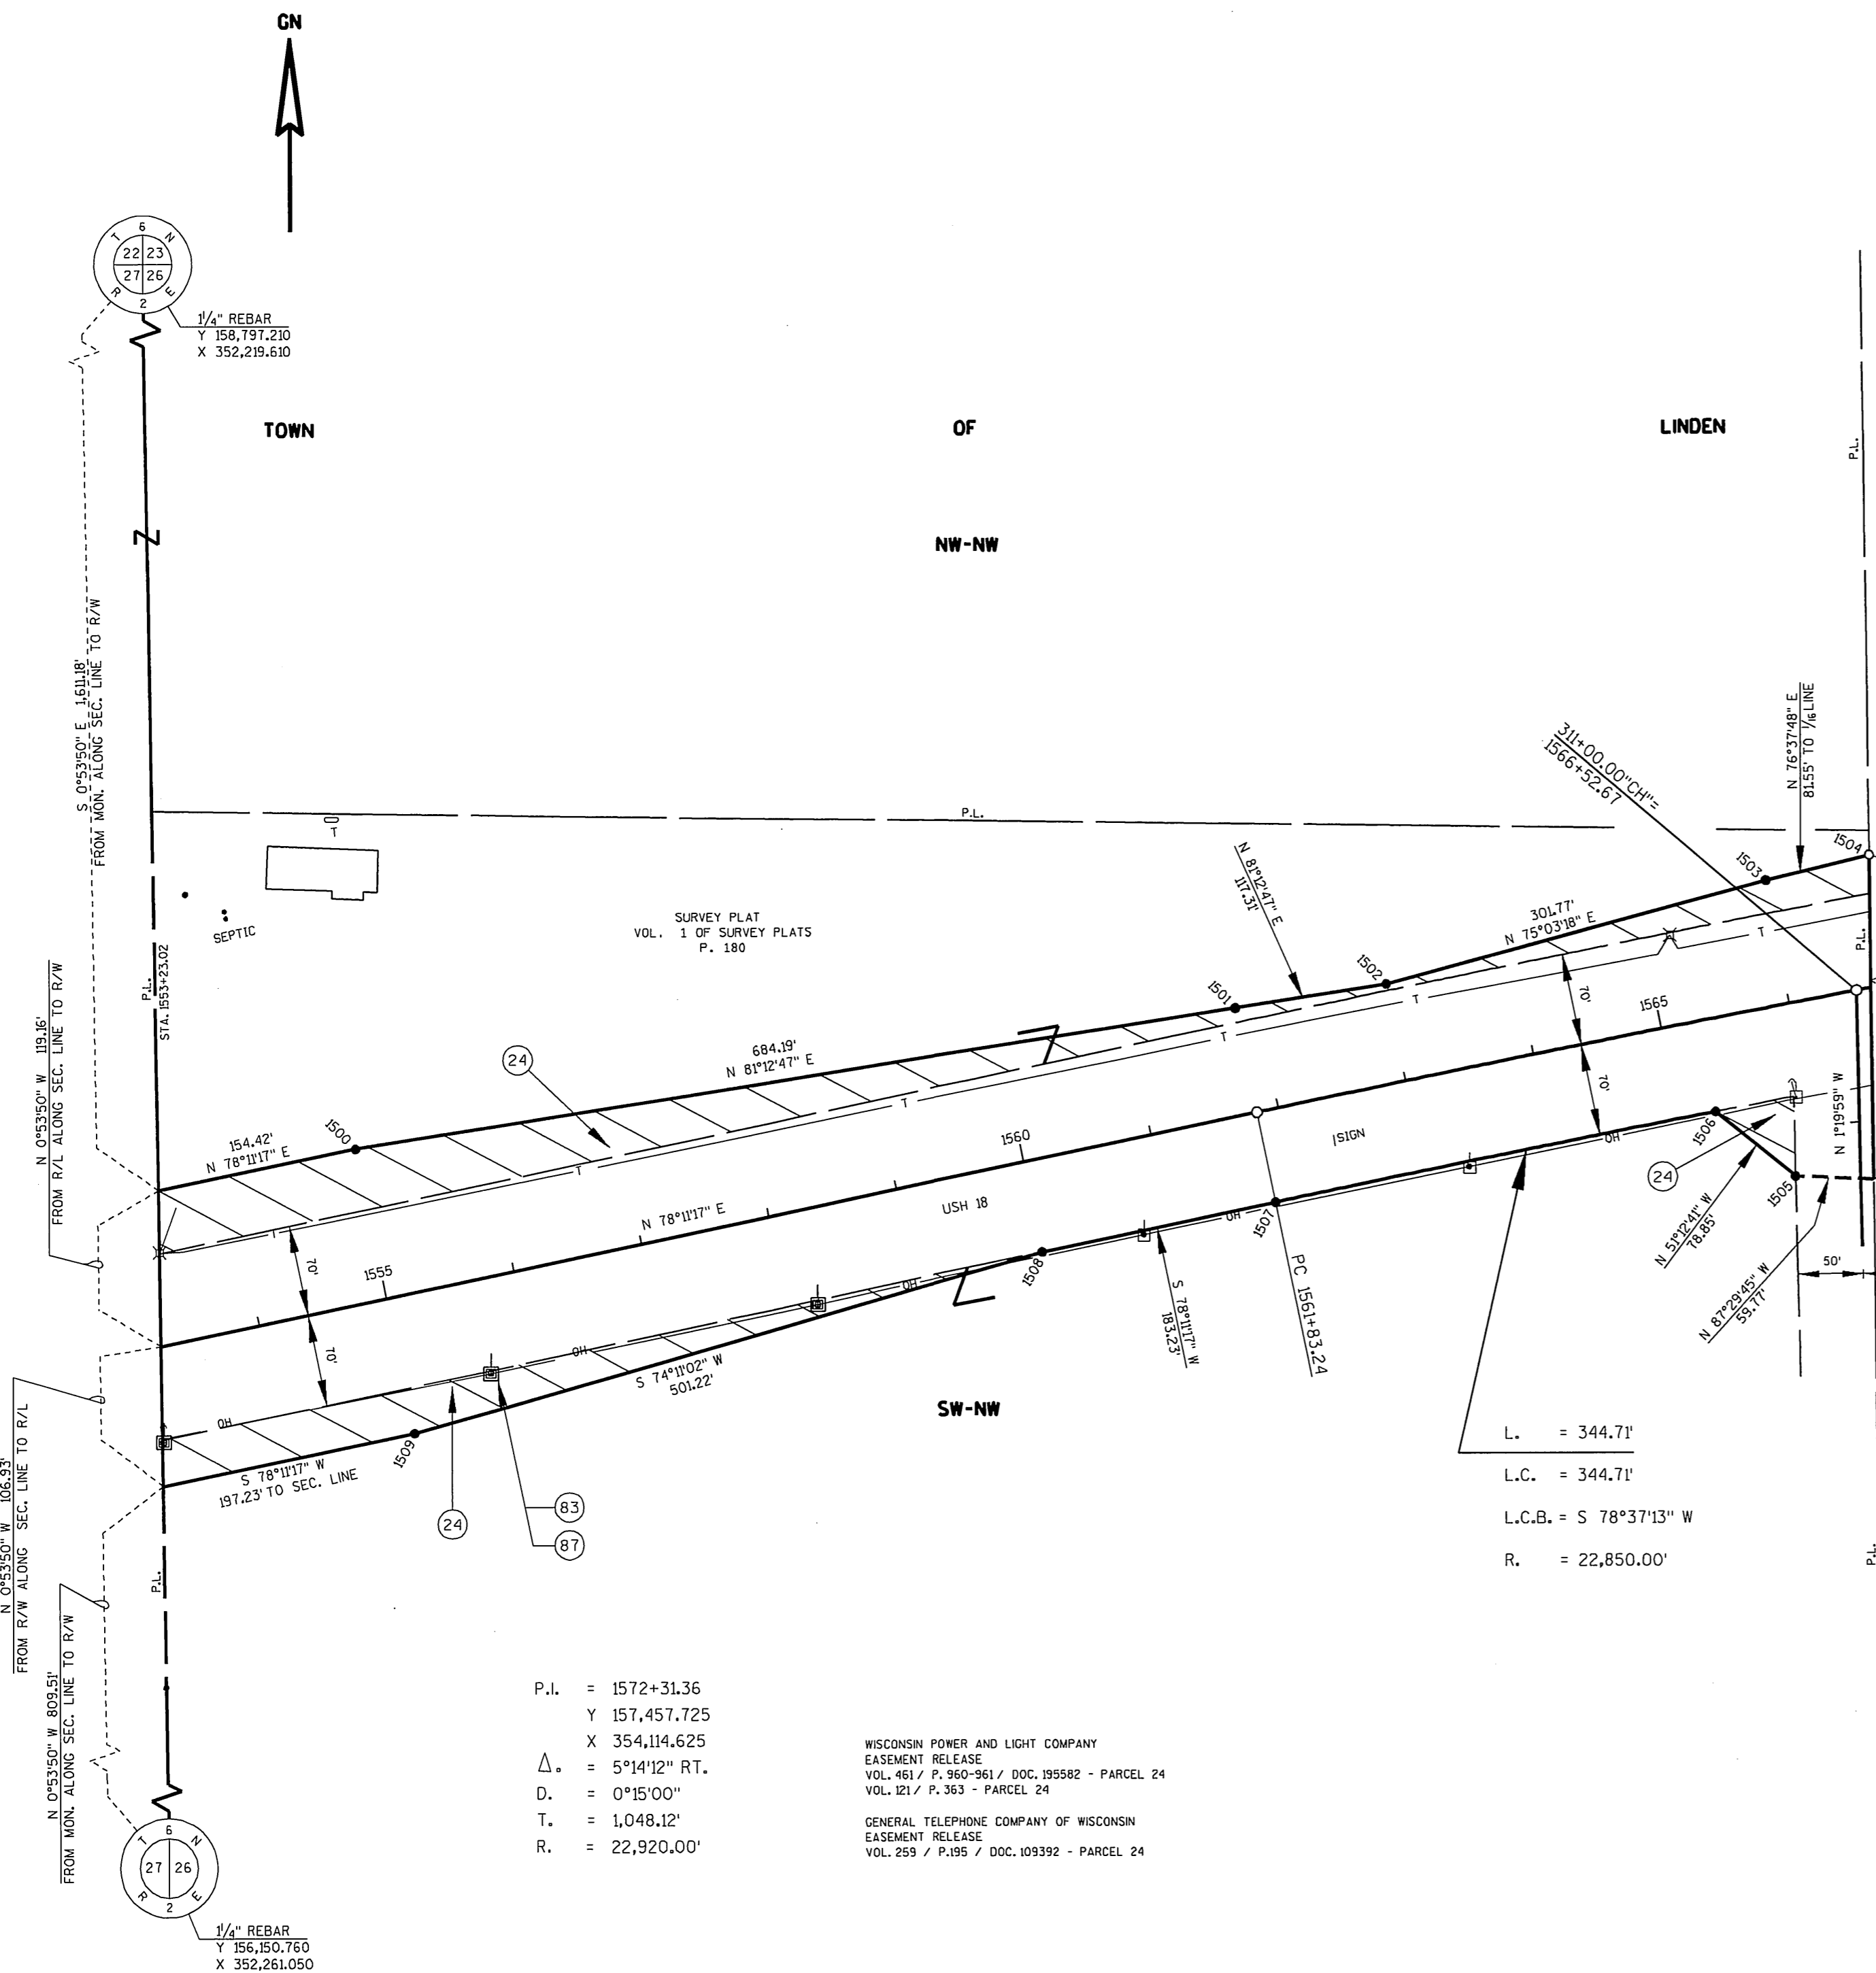 GN
6
T N
22 23
27 26
R E
2
1 1/4" REBAR
Y 158,797.210
X 352,219.610
TOWN OF LINDEN
P.L.
NW-NW
S 0°53'50" E 1,611.18'
FROM MON. ALONG SEC. LINE TO R/W
N 76°37'48" E
81.55' TO 1/16 LINE
311+00.00"CH"=
1566+52.67
P.L.
T
1504
1503
N 81°12'47" E
117.31'
SEPTIC
SURVEY PLAT
VOL. 1 OF SURVEY PLATS
P. 180
301.77'
N 75°03'18" E
T
P.L.
P.L.
STA. 1553+23.02
1502
1501
T
70'
1565
N 0°53'50" W 119.16'
FROM R/L ALONG SEC. LINE TO R/W
684.19'
N 81°12'47" E
24
T
T
154.42'
N 78°11'17" E
1500
T
1560
SIGN
OH
70'
1506
N 1°19'59" W
24
1505
T
N 78°11'17" E
USH 18
OH
1507
70'
1555
1508
OH
S 78°11'17" W
183.23'
PC 1561+83.24
N 51°12'41" W
78.85'
50'
N 87°29'45" W
59.77'
70'
OH
S 74°11'02" W
501.22'
SW-NW
OH
1509
S 78°11'17" W
197.23' TO SEC. LINE
24
83
87
L. = 344.71'
L.C. = 344.71'
L.C.B. = S 78°37'13" W
R. = 22,850.00'
N 0°53'50" W 106.93'
FROM R/W ALONG SEC. LINE TO R/L
P.L.
P.L.
N 0°53'50" W 809.51'
FROM MON. ALONG SEC. LINE TO R/W
P.I. = 1572+31.36
Y 157,457.725
X 354,114.625
Δ. = 5°14'12" RT.
D. = 0°15'00"
T. = 1,048.12'
R. = 22,920.00'
WISCONSIN POWER AND LIGHT COMPANY
EASEMENT RELEASE
VOL. 461 / P. 960-961 / DOC. 195582 - PARCEL 24
VOL. 121 / P. 363 - PARCEL 24
GENERAL TELEPHONE COMPANY OF WISCONSIN
EASEMENT RELEASE
VOL. 259 / P.195 / DOC. 109392 - PARCEL 24
6
T N
27 26
R E
2
1 1/4" REBAR
Y 156,150.760
X 352,261.050